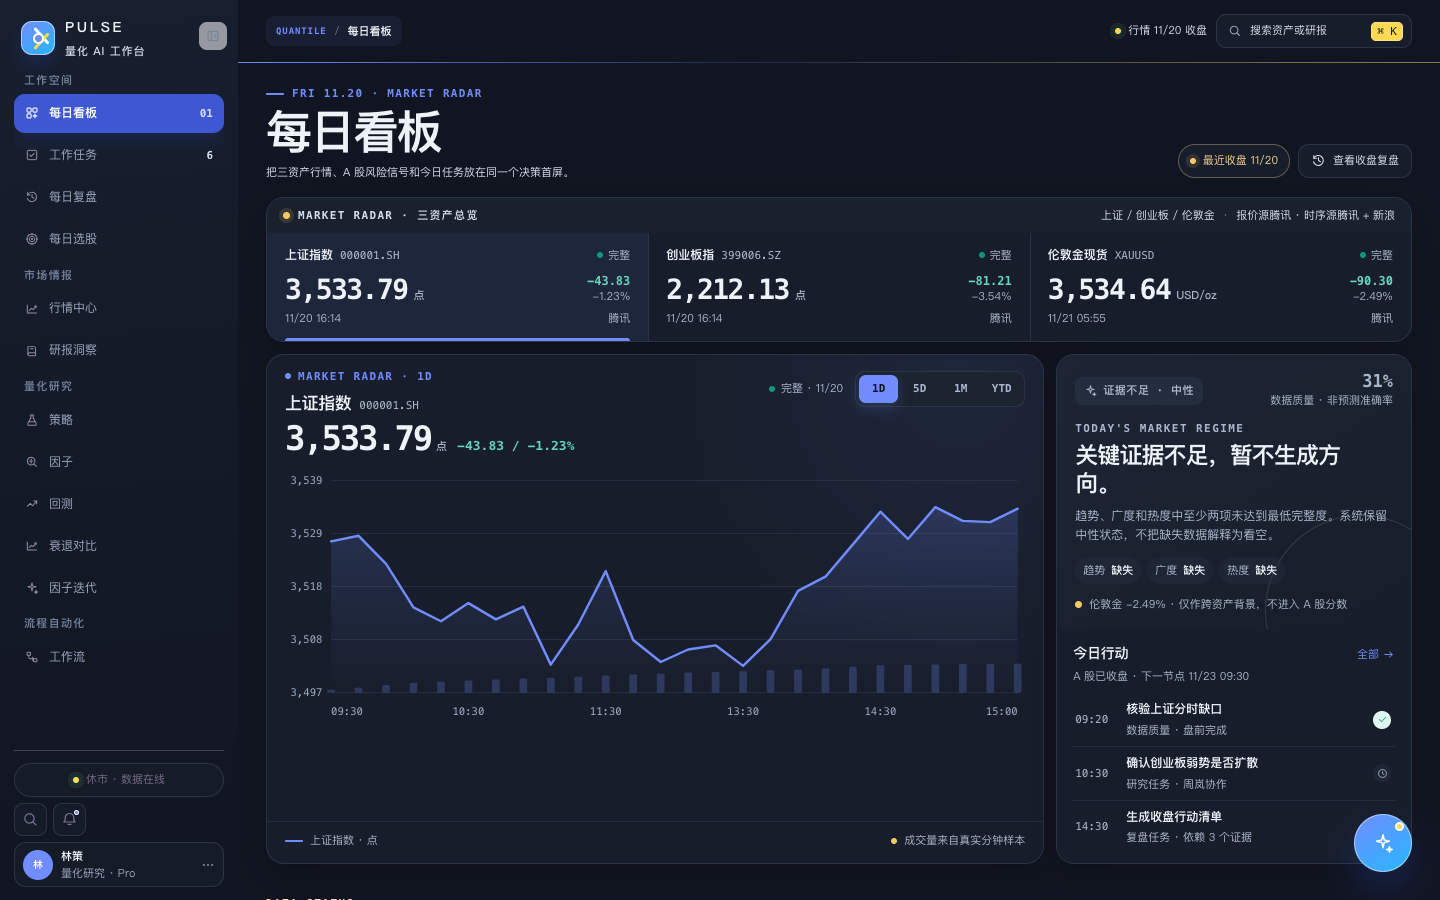 PULSE
量化 AI 工作台
工作空间
每日看板 01
工作任务 6
每日复盘
每日选股
市场情报
行情中心
研报洞察
量化研究
策略
因子
回测
衰退对比
因子迭代
流程自动化
工作流
休市 · 数据在线
林
林策
量化研究 · Pro
QUANTILE / 每日看板
行情 11/20 收盘
搜索资产或研报
⌘ K
FRI 11.20 · MARKET RADAR
每日看板
把三资产行情、A 股风险信号和今日任务放在同一个决策首屏。
最近收盘 11/20
查看收盘复盘
MARKET RADAR · 三资产总览
上证 / 创业板 / 伦敦金 · 报价源腾讯 · 时序源腾讯 + 新浪
上证指数 000001.SH 完整
3,533.79 点
−43.83
−1.23%
11/20 16:14 腾讯
创业板指 399006.SZ 完整
2,212.13 点
−81.21
−3.54%
11/20 16:14 腾讯
伦敦金现货 XAUUSD 完整
3,534.64 USD/oz
−90.30
−2.49%
11/21 05:55 腾讯
MARKET RADAR · 1D
上证指数 000001.SH
3,533.79 点 −43.83 / −1.23%
完整 · 11/20
1D 5D 1M YTD
3,539
3,529
3,518
3,508
3,497
09:30 10:30 11:30 13:30 14:30 15:00
上证指数 · 点
成交量来自真实分钟样本
证据不足 · 中性
31%
数据质量 · 非预测准确率
TODAY'S MARKET REGIME
关键证据不足，暂不生成方
向。
趋势、广度和热度中至少两项未达到最低完整度。系统保留
中性状态，不把缺失数据解释为看空。
趋势 缺失 广度 缺失 热度 缺失
伦敦金 −2.49% · 仅作跨资产背景，不进入 A 股分数
今日行动 全部 →
A 股已收盘 · 下一节点 11/23 09:30
09:20 核验上证分时缺口
数据质量 · 盘前完成
10:30 确认创业板弱势是否扩散
研究任务 · 周岚协作
14:30 生成收盘行动清单
复盘任务 · 依赖 3 个证据